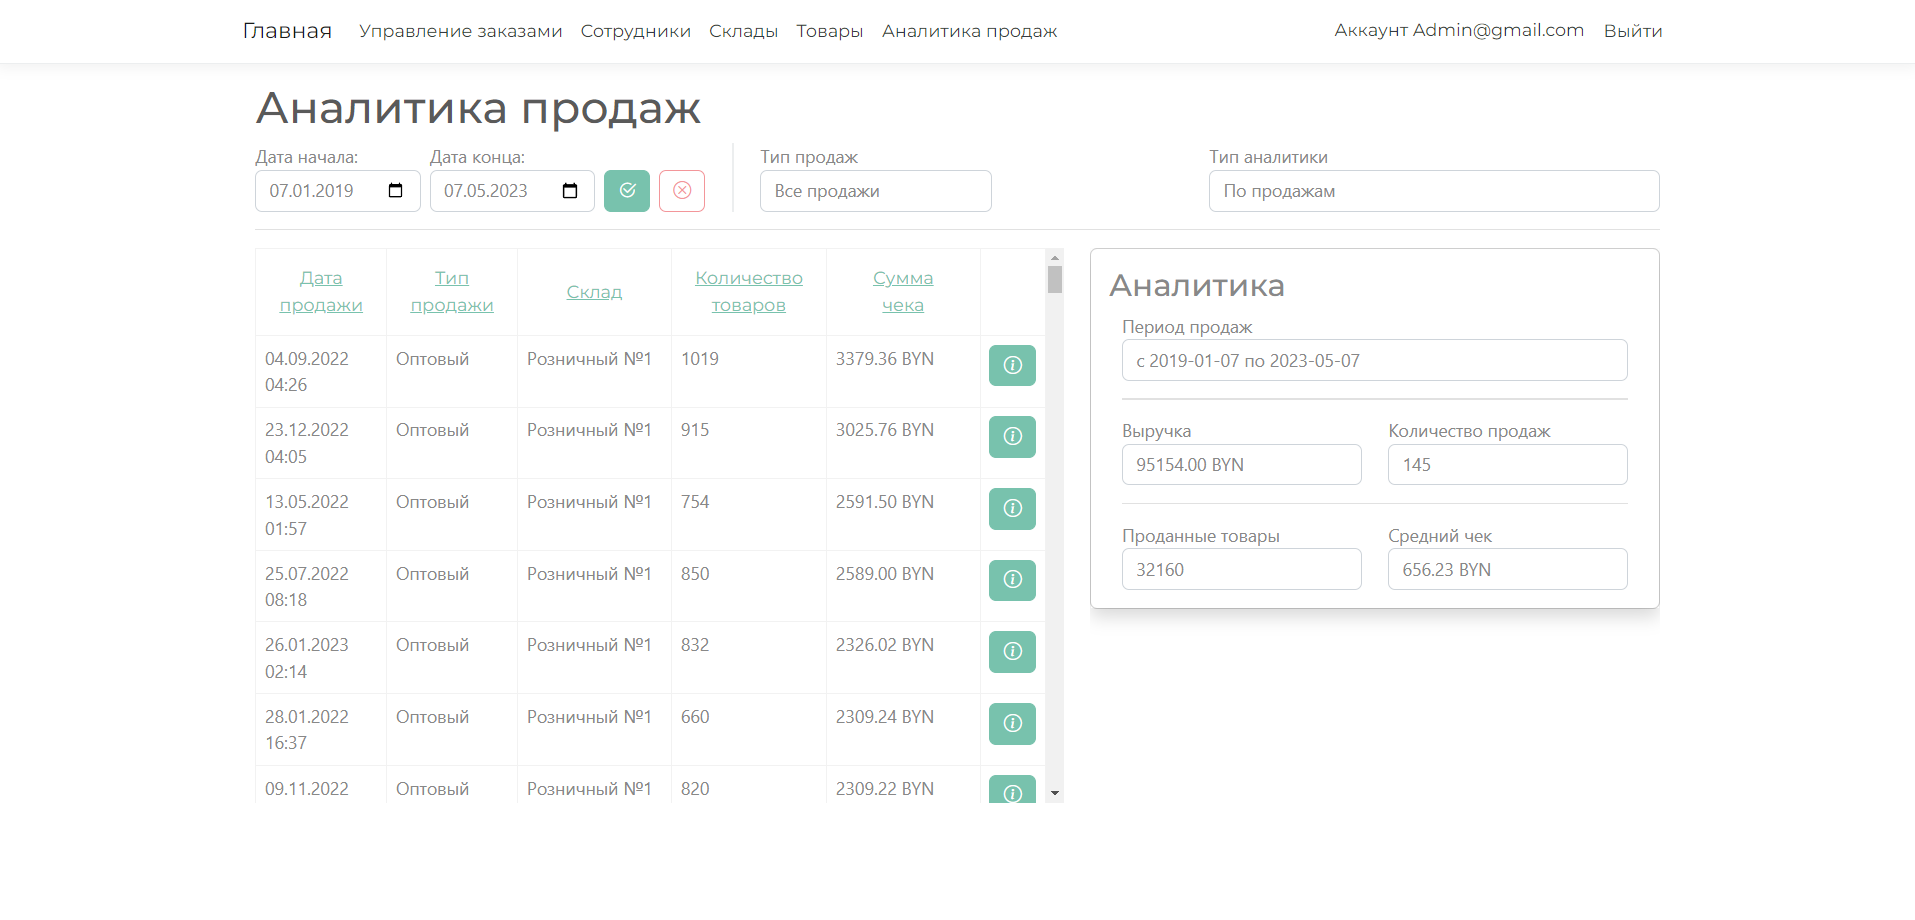 Главная Управление заказами Сотрудники Склады Товары Аналитика продаж Аккаунт Admin@gmail.com Выйти
Аналитика продаж
Дата начала: Дата конца: Тип продаж Тип аналитики
07.01.2019 07.05.2023 Все продажи По продажам
Дата продажи Тип продажи Склад Количество товаров Сумма чека
04.09.2022 04:26 Оптовый Розничный №1 1019 3379.36 BYN
23.12.2022 04:05 Оптовый Розничный №1 915 3025.76 BYN
13.05.2022 01:57 Оптовый Розничный №1 754 2591.50 BYN
25.07.2022 08:18 Оптовый Розничный №1 850 2589.00 BYN
26.01.2023 02:14 Оптовый Розничный №1 832 2326.02 BYN
28.01.2022 16:37 Оптовый Розничный №1 660 2309.24 BYN
09.11.2022 Оптовый Розничный №1 820 2309.22 BYN
Аналитика
Период продаж
с 2019-01-07 по 2023-05-07
Выручка Количество продаж
95154.00 BYN 145
Проданные товары Средний чек
32160 656.23 BYN